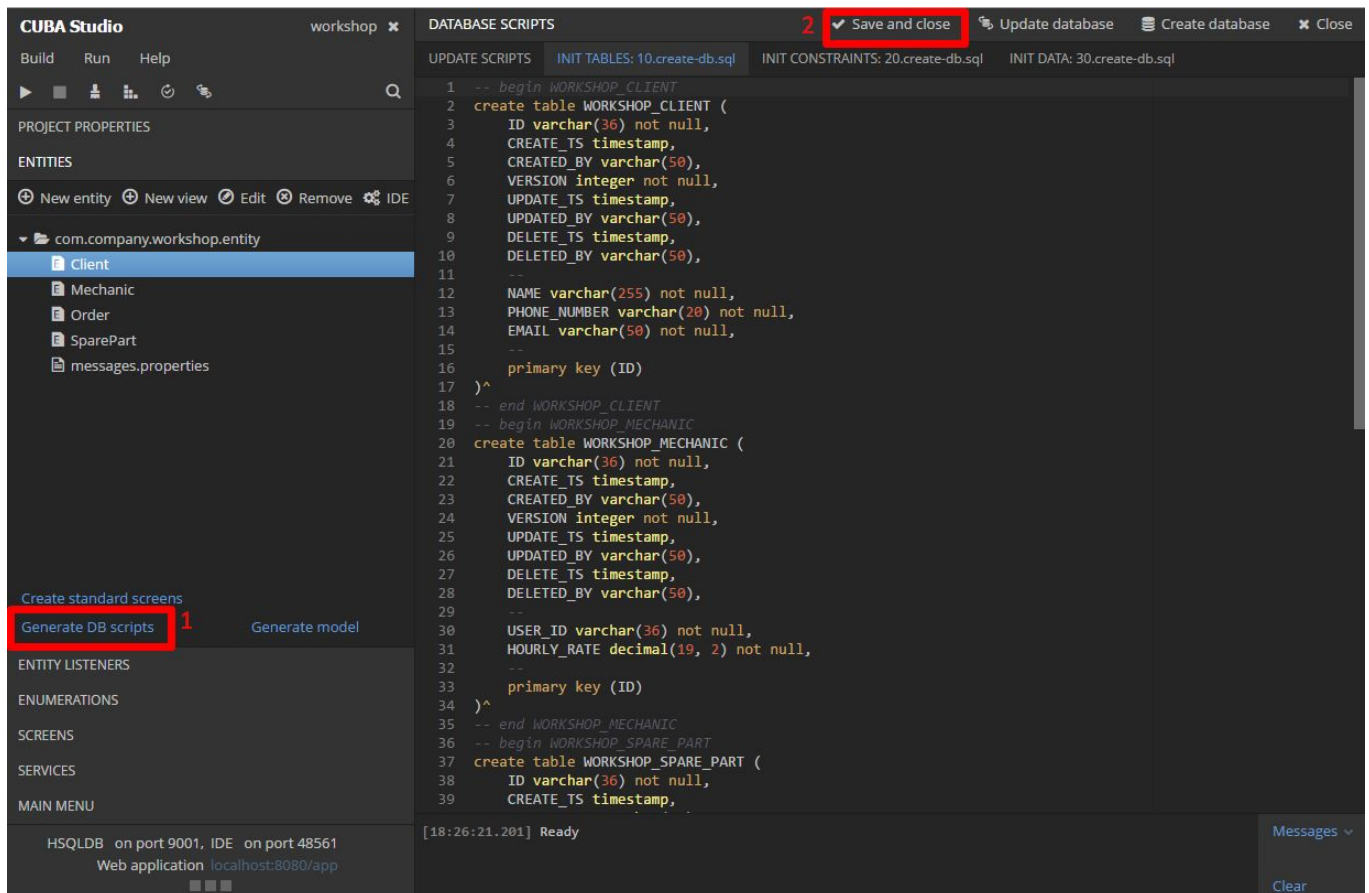 CUBA Studio
workshop
Build Run Help
PROJECT PROPERTIES
ENTITIES
New entity New view Edit Remove IDE
com.company.workshop.entity
Client
Mechanic
Order
SparePart
messages.properties
Create standard screens
Generate DB scripts 1 Generate model
ENTITY LISTENERS
ENUMERATIONS
SCREENS
SERVICES
MAIN MENU
HSQLDB on port 9001, IDE on port 48561
Web application localhost:8080/app
DATABASE SCRIPTS 2 Save and close Update database Create database Close
UPDATE SCRIPTS INIT TABLES: 10.create-db.sql INIT CONSTRAINTS: 20.create-db.sql INIT DATA: 30.create-db.sql
1 -- begin WORKSHOP_CLIENT
2 create table WORKSHOP_CLIENT (
3 ID varchar(36) not null,
4 CREATE_TS timestamp,
5 CREATED_BY varchar(50),
6 VERSION integer not null,
7 UPDATE_TS timestamp,
8 UPDATED_BY varchar(50),
9 DELETE_TS timestamp,
10 DELETED_BY varchar(50),
11 --
12 NAME varchar(255) not null,
13 PHONE_NUMBER varchar(20) not null,
14 EMAIL varchar(50) not null,
15 --
16 primary key (ID)
17 )^
18 -- end WORKSHOP_CLIENT
19 -- begin WORKSHOP_MECHANIC
20 create table WORKSHOP_MECHANIC (
21 ID varchar(36) not null,
22 CREATE_TS timestamp,
23 CREATED_BY varchar(50),
24 VERSION integer not null,
25 UPDATE_TS timestamp,
26 UPDATED_BY varchar(50),
27 DELETE_TS timestamp,
28 DELETED_BY varchar(50),
29 --
30 USER_ID varchar(36) not null,
31 HOURLY_RATE decimal(19, 2) not null,
32 --
33 primary key (ID)
34 )^
35 -- end WORKSHOP_MECHANIC
36 -- begin WORKSHOP_SPARE_PART
37 create table WORKSHOP_SPARE_PART (
38 ID varchar(36) not null,
39 CREATE_TS timestamp,
[18:26:21.201] Ready
Messages
Clear